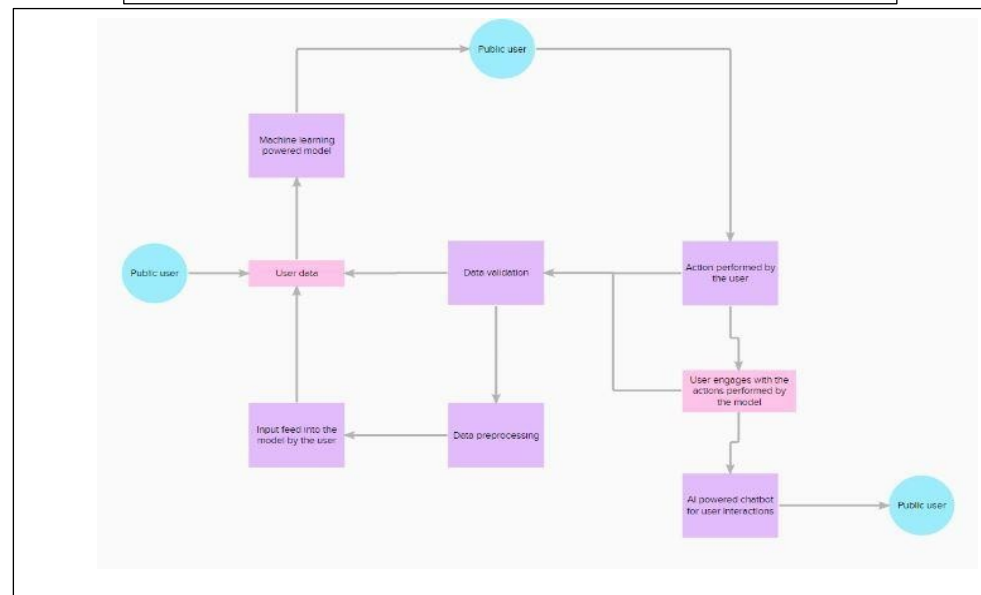 Public user
Machine learning
powered model
Public user
User data
Data validation
Action performed by
the user
User engages with the
actions performed by
the model
Input feed into the
model by the user
Data preprocessing
AI powered chatbot
for user interactions
Public user